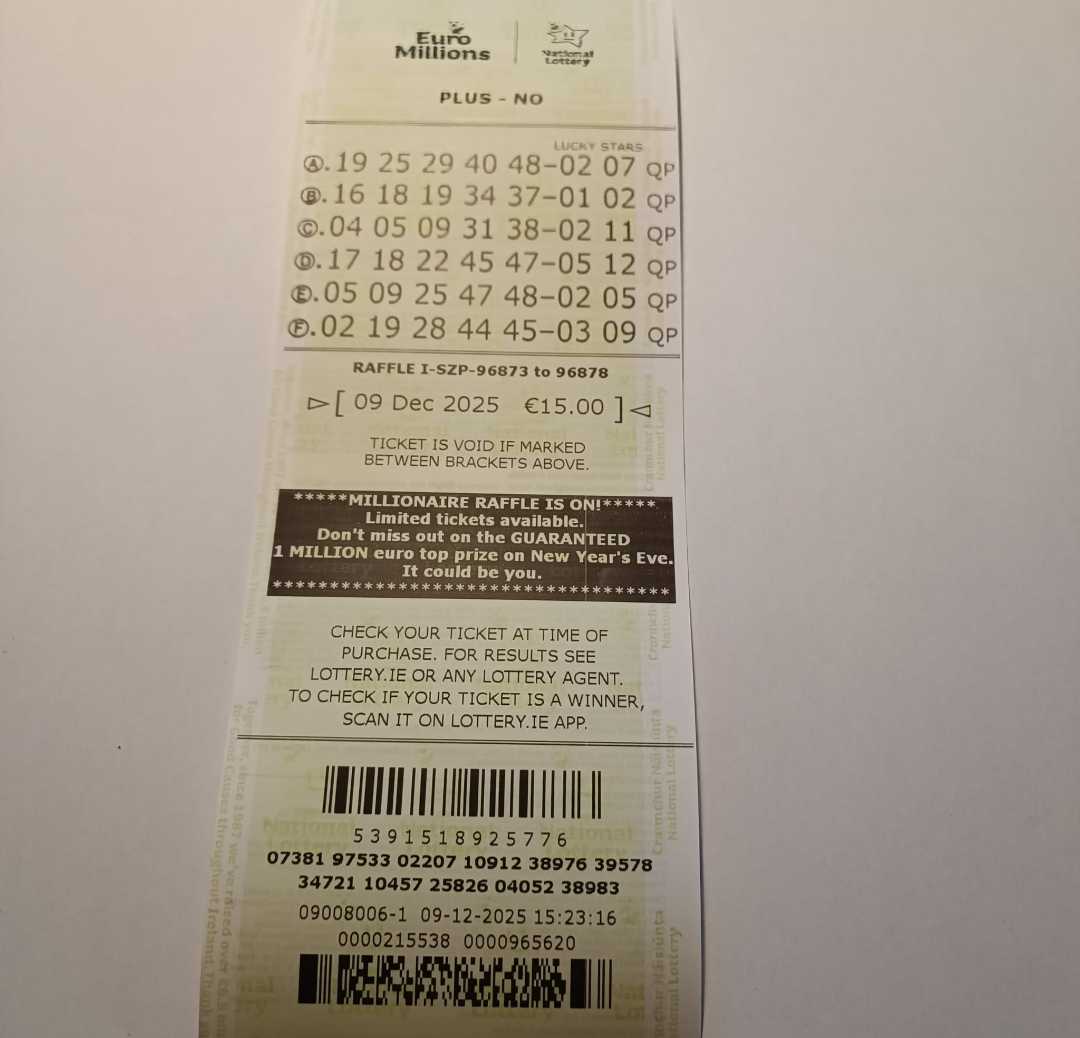 Euro Millions
National Lottery
PLUS - NO
LUCKY STARS
A. 19 25 29 40 48-02 07 QP
B. 16 18 19 34 37-01 02 QP
C. 04 05 09 31 38-02 11 QP
D. 17 18 22 45 47-05 12 QP
E. 05 09 25 47 48-02 05 QP
F. 02 19 28 44 45-03 09 QP
RAFFLE I-SZP-96873 to 96878
[ 09 Dec 2025 €15.00 ]
TICKET IS VOID IF MARKED
BETWEEN BRACKETS ABOVE.
*****MILLIONAIRE RAFFLE IS ON!*****
Limited tickets available.
Don't miss out on the GUARANTEED
1 MILLION euro top prize on New Year's Eve.
It could be you.
***********************************
CHECK YOUR TICKET AT TIME OF
PURCHASE. FOR RESULTS SEE
LOTTERY.IE OR ANY LOTTERY AGENT.
TO CHECK IF YOUR TICKET IS A WINNER,
SCAN IT ON LOTTERY.IE APP.
5391518925776
07381 97533 02207 10912 38976 39578
34721 10457 25826 04052 38983
09008006-1 09-12-2025 15:23:16
0000215538 0000965620
Crannchur Náisiúnta
National Lottery